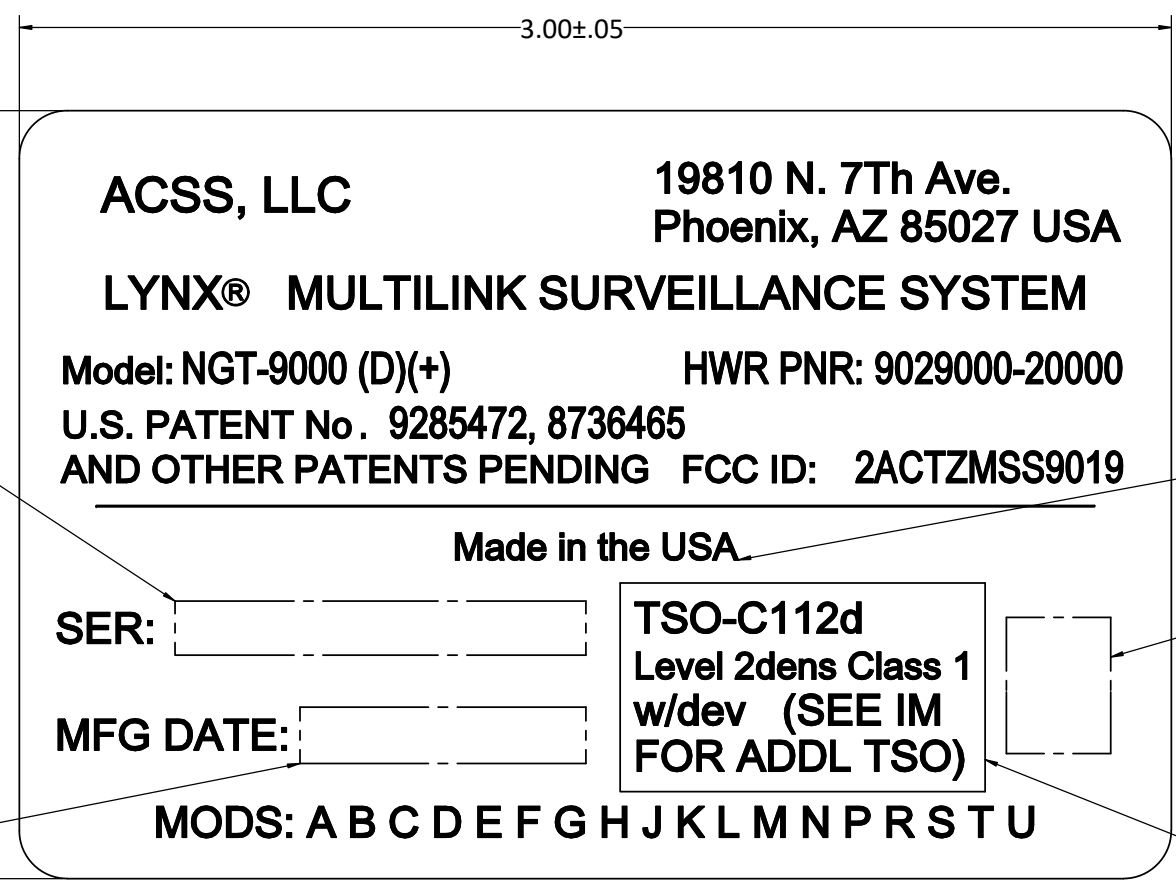 3.00±.05
ACSS, LLC
19810 N. 7Th Ave.
Phoenix, AZ 85027 USA
LYNX® MULTILINK SURVEILLANCE SYSTEM
Model: NGT-9000 (D)(+) HWR PNR: 9029000-20000
U.S. PATENT No. 9285472, 8736465
AND OTHER PATENTS PENDING FCC ID: 2ACTZMSS9019
Made in the USA
SER:
TSO-C112d
Level 2dens Class 1
w/dev (SEE IM
FOR ADDL TSO)
MFG DATE:
MODS: A B C D E F G H J K L M N P R S T U